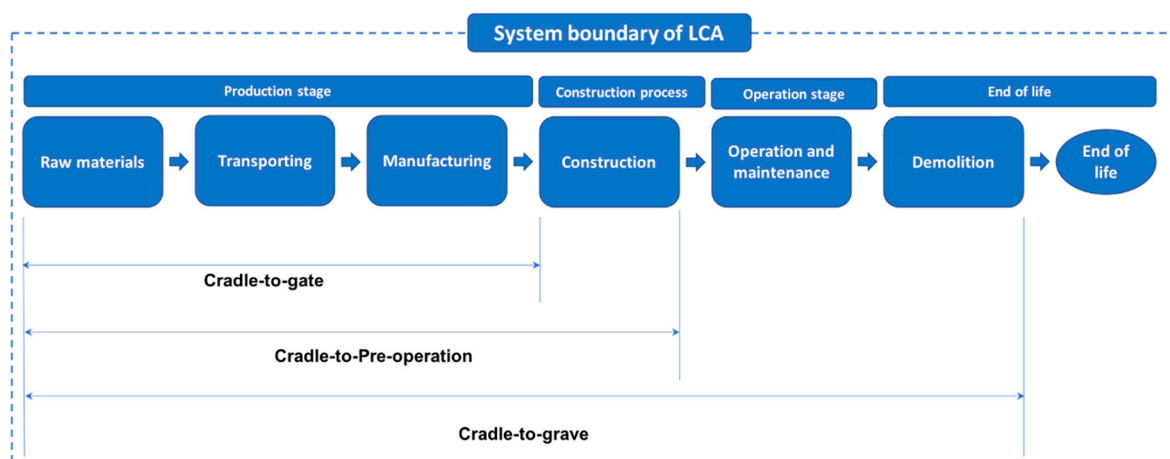 System boundary of LCA
Production stage
Construction process
Operation stage
End of life
Raw materials
Transporting
Manufacturing
Construction
Operation and
maintenance
Demolition
End of
life
Cradle-to-gate
Cradle-to-Pre-operation
Cradle-to-grave